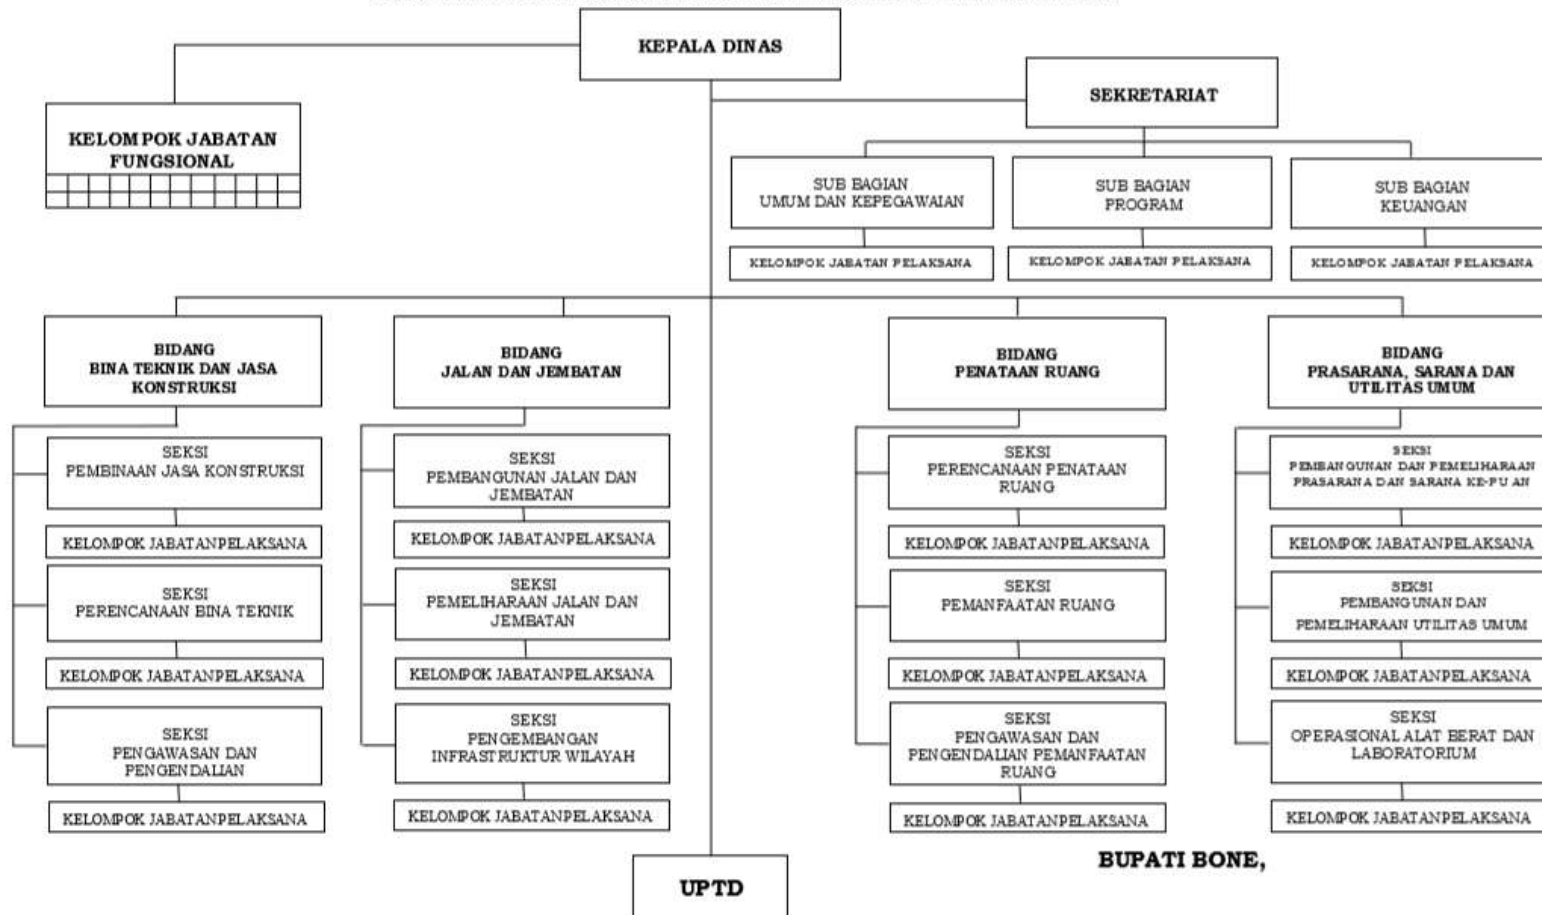 KEPALA DINAS
SEKRETARIAT
KELOMPOK JABATAN
FUNGSIONAL
SUB BAGIAN
UMUM DAN KEPEGAWAIAN
SUB BAGIAN
PROGRAM
SUB BAGIAN
KEUANGAN
KELOMPOK JABATAN PELAKSANA
KELOMPOK JABATAN PELAKSANA
KELOMPOK JABATAN PELAKSANA
BIDANG
BINA TEKNIK DAN JASA
KONSTRUKSI
SEKSI
PEMBINAAN JASA KONSTRUKSI
KELOMPOK JABATANPELAKSANA
SEKSI
PERENCANAAN BINA TEKNIK
KELOMPOK JABATANPELAKSANA
SEKSI
PENGAWASAN DAN
PENGENDALIAN
KELOMPOK JABATANPELAKSANA
BIDANG
JALAN DAN JEMBATAN
SEKSI
PEMBANGUNAN JALAN DAN
JEMBATAN
KELOMPOK JABATANPELAKSANA
SEKSI
PEMELIHARAAN JALAN DAN
JEMBATAN
KELOMPOK JABATANPELAKSANA
SEKSI
PENGEMBANGAN
INFRASTRUKTUR WILAYAH
KELOMPOK JABATANPELAKSANA
BIDANG
PENATAAN RUANG
SEKSI
PERENCANAAN PENATAAN
RUANG
KELOMPOK JABATANPELAKSANA
SEKSI
PEMANFAATAN RUANG
KELOMPOK JABATANPELAKSANA
SEKSI
PENGAWASAN DAN
PENGENDALIAN PEMANFAATAN
RUANG
KELOMPOK JABATANPELAKSANA
BIDANG
PRASARANA, SARANA DAN
UTILITAS UMUM
SEKSI
PEMBANGUNAN DAN PEMELIHARAAN
PRASARANA DAN SARANA KE-PU AN
KELOMPOK JABATANPELAKSANA
SEKSI
PEMBANGUNAN DAN
PEMELIHARAAN UTILITAS UMUM
KELOMPOK JABATANPELAKSANA
SEKSI
OPERASIONAL ALAT BERAT DAN
LABORATORIUM
KELOMPOK JABATANPELAKSANA
UPTD
BUPATI BONE,